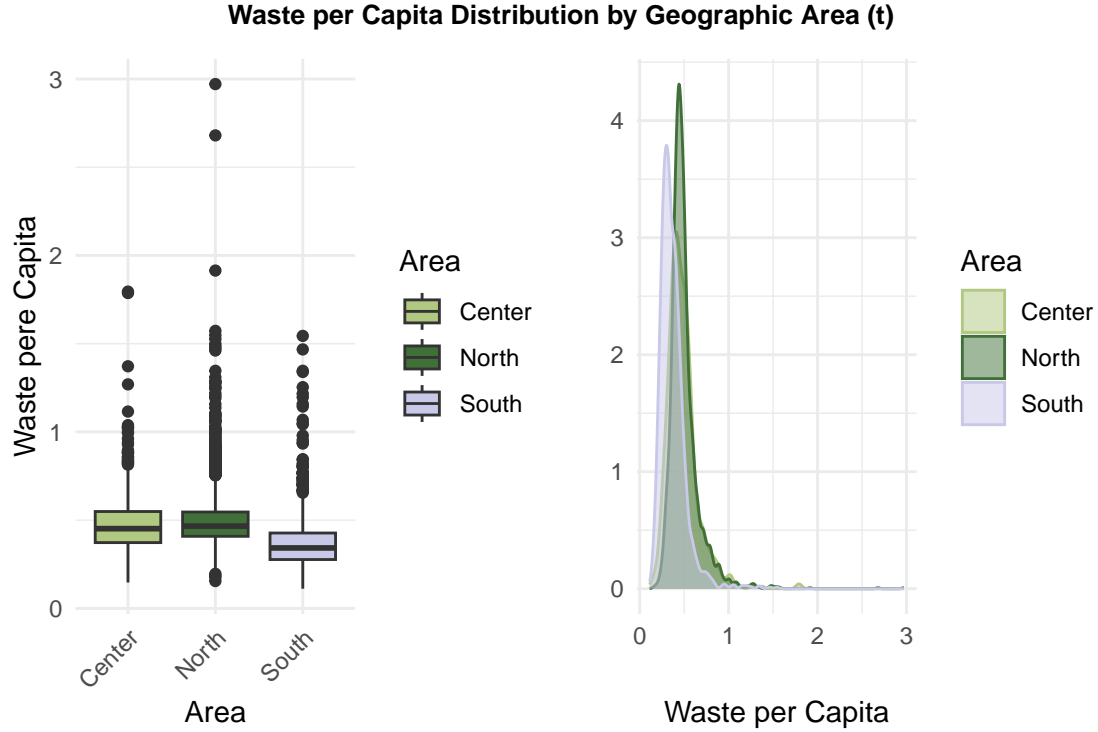 Waste per Capita Distribution by Geographic Area (t)
Waste pere Capita
3
2
1
0
Center
North
South
Area
Area
Center
North
South
4
3
2
1
0
0
1
2
3
Waste per Capita
Area
Center
North
South